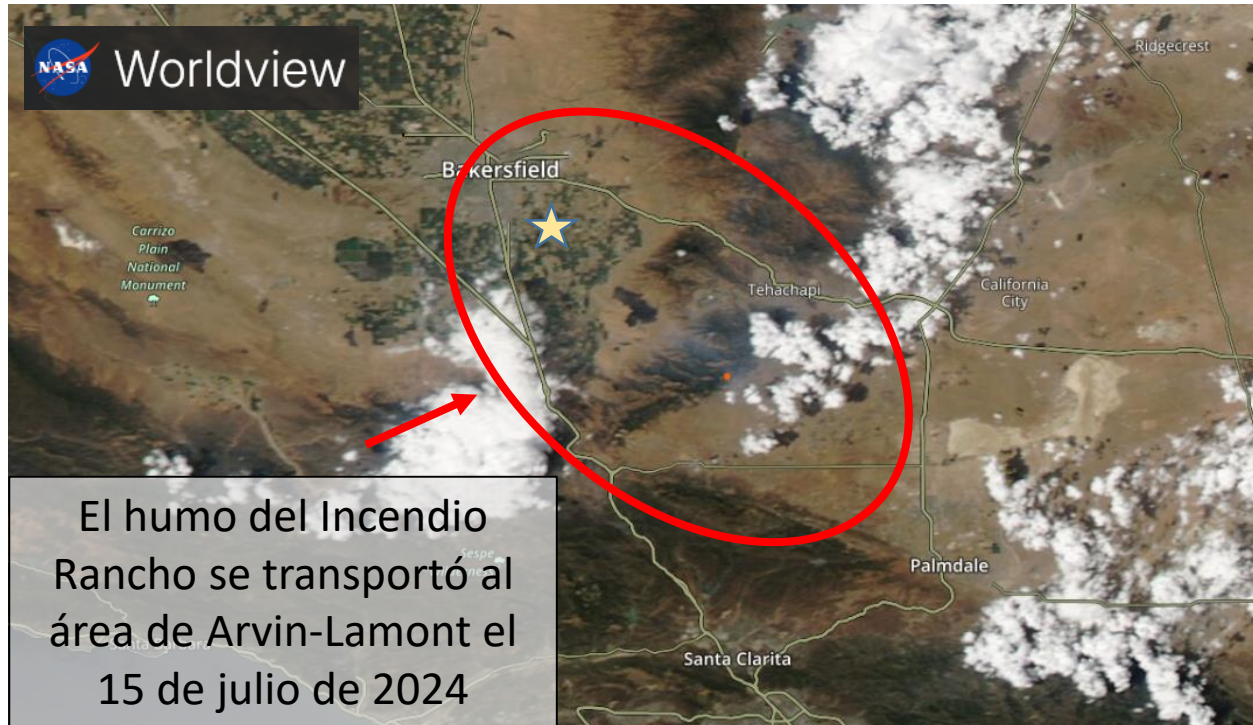 NASA Worldview
Ridgecrest
Bakersfield
Carrizo
Plain
National
Monument
Tehachapi
California
City
El humo del Incendio
Rancho se transportó al
área de Arvin-Lamont el
15 de julio de 2024
Sespe
Palmdale
Santa Clarita